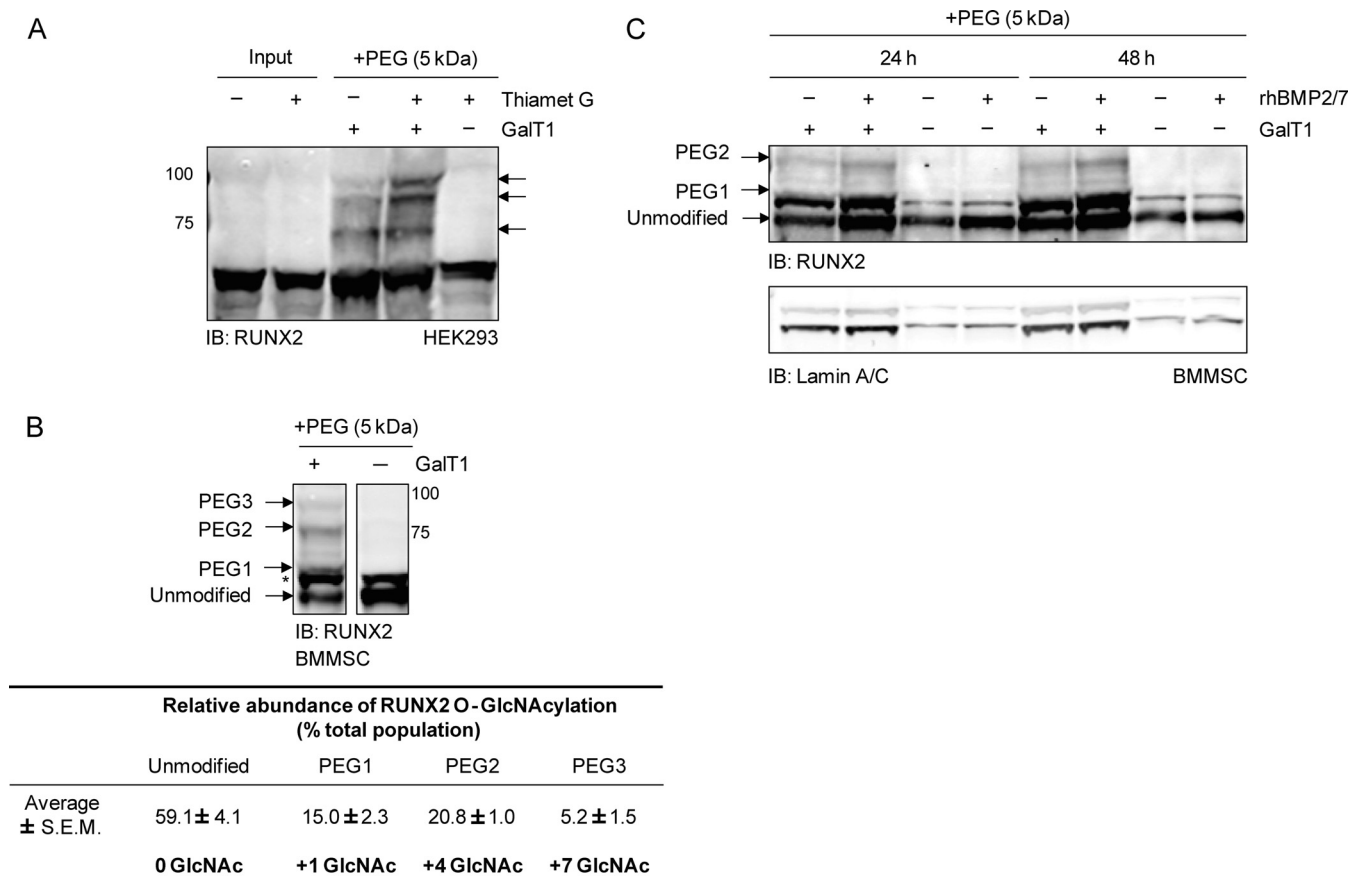 A
Input
+PEG (5 kDa)
− + − + + Thiamet G
+ + − GalT1
100
75
IB: RUNX2
HEK293
C
+PEG (5 kDa)
24 h
48 h
− + − + − + − + rhBMP2/7
+ + − − + + − − GalT1
PEG2
PEG1
Unmodified
IB: RUNX2
IB: Lamin A/C
BMMSC
B
+PEG (5 kDa)
+ − GalT1
PEG3
PEG2
PEG1
*
Unmodified
100
75
IB: RUNX2
BMMSC
Relative abundance of RUNX2 O-GlcNAcylation
(% total population)
Unmodified PEG1 PEG2 PEG3
Average
± S.E.M.
59.1 ± 4.1 15.0 ± 2.3 20.8 ± 1.0 5.2 ± 1.5
0 GlcNAc +1 GlcNAc +4 GlcNAc +7 GlcNAc